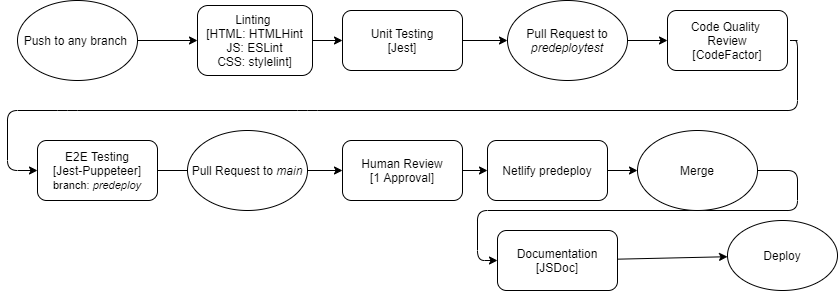 Push to any branch
Linting
[HTML: HTMLHint
JS: ESLint
CSS: stylelint]
Unit Testing
[Jest]
Pull Request to
predeploytest
Code Quality
Review
[CodeFactor]
E2E Testing
[Jest-Puppeteer]
branch: predeploy
Pull Request to main
Human Review
[1 Approval]
Netlify predeploy
Merge
Documentation
[JSDoc]
Deploy